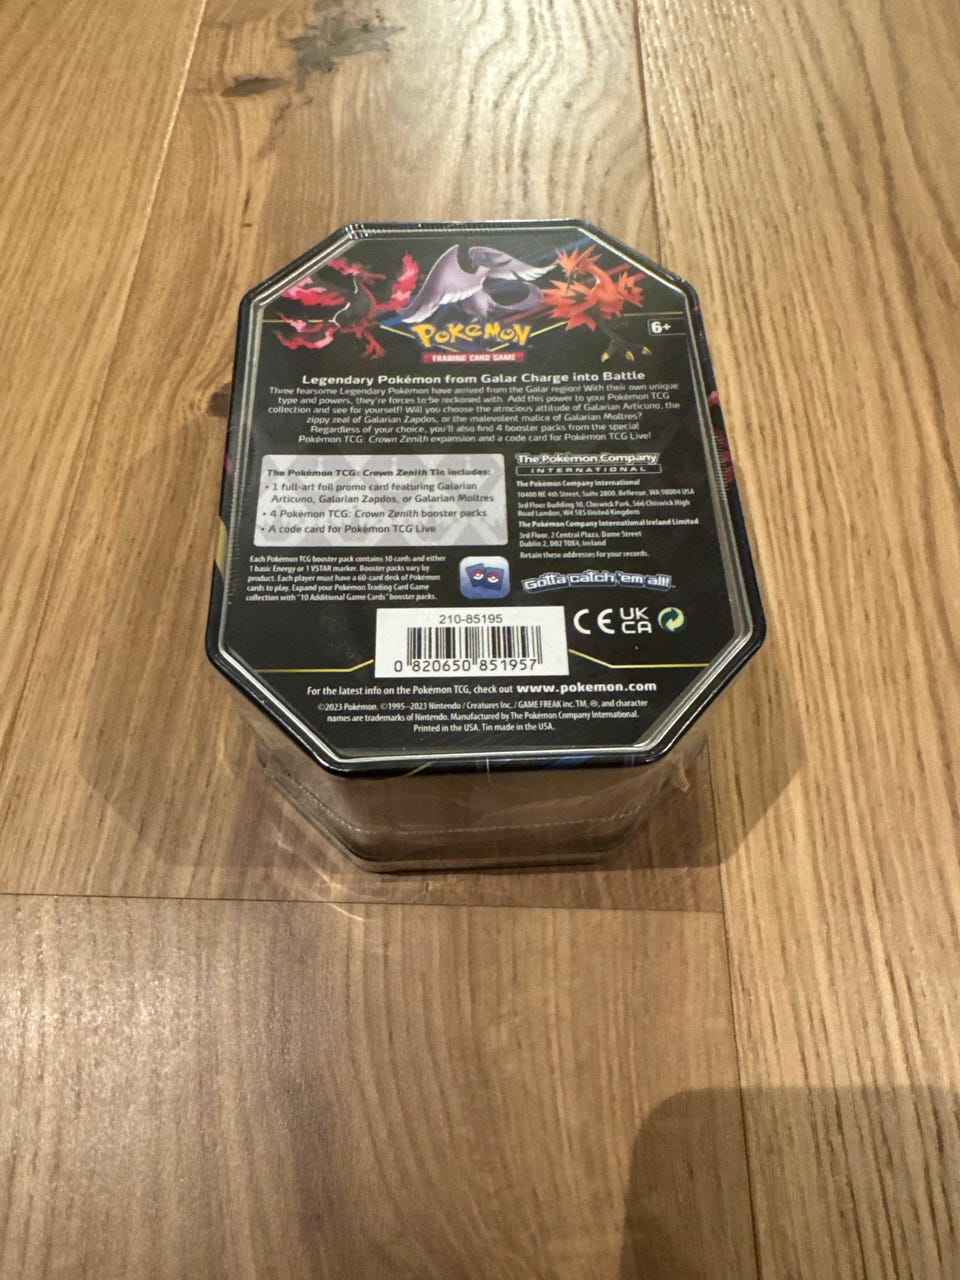 POKéMON
TRADING CARD GAME
6+
Legendary Pokémon from Galar Charge into Battle
Three fearsome Legendary Pokémon have arrived from the Galar region! With their own unique
type and powers, they're forces to be reckoned with. Add this power to your Pokémon TCG
collection and see for yourself! Will you choose the atrocious attitude of Galarian Articuno, the
zippy zeal of Galarian Zapdos, or the malevolent malice of Galarian Moltres?
Regardless of your choice, you'll also find 4 booster packs from the special
Pokémon TCG: Crown Zenith expansion and a code card for Pokémon TCG Live!
The Pokémon TCG: Crown Zenith Tin includes:
• 1 full-art foil promo card featuring Galarian
Articuno, Galarian Zapdos, or Galarian Moltres
• 4 Pokémon TCG: Crown Zenith booster packs
• A code card for Pokémon TCG Live
Each Pokémon TCG booster pack contains 10 cards and either
1 basic Energy or 1 VSTAR marker. Booster packs vary by
product. Each player must have a 60-card deck of Pokémon
cards to play. Expand your Pokémon Trading Card Game
collection with "10 Additional Game Cards" booster packs.
The Pokémon Company
INTERNATIONAL
The Pokémon Company International
10400 NE 4th Street, Suite 2800, Bellevue, WA 98004 USA
3rd Floor Building 10, Chiswick Park, 566 Chiswick High
Road London, W4 5XS United Kingdom
The Pokémon Company International Ireland Limited
3rd Floor, 2 Central Plaza, Dame Street
Dublin 2, D02 T0X4, Ireland
Retain these addresses for your records.
Gotta catch 'em all!™
210-85195
0 820650 851957
CE
UK
CA
For the latest info on the Pokémon TCG, check out www.pokemon.com
©2023 Pokémon. ©1995–2023 Nintendo / Creatures Inc. / GAME FREAK inc. TM, ®, and character
names are trademarks of Nintendo. Manufactured by The Pokémon Company International.
Printed in the USA. Tin made in the USA.